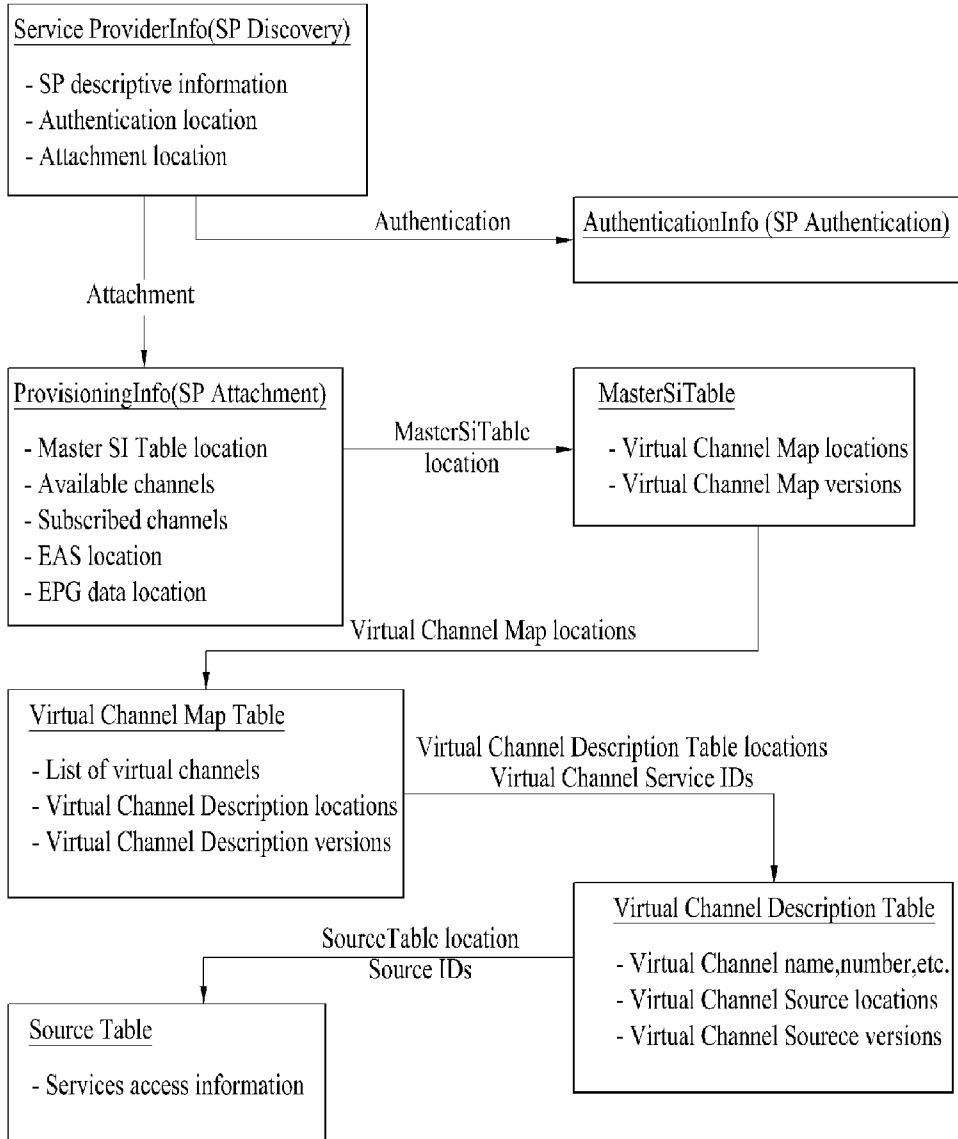 Service ProviderInfo(SP Discovery)
- SP descriptive information
- Authentication location
- Attachment location
Authentication
AuthenticationInfo (SP Authentication)
Attachment
ProvisioningInfo(SP Attachment)
- Master SI Table location
- Available channels
- Subscribed channels
- EAS location
- EPG data location
MasterSiTable
location
MasterSiTable
- Virtual Channel Map locations
- Virtual Channel Map versions
Virtual Channel Map locations
Virtual Channel Map Table
- List of virtual channels
- Virtual Channel Description locations
- Virtual Channel Description versions
Virtual Channel Description Table locations
Virtual Channel Service IDs
Virtual Channel Description Table
- Virtual Channel name,number,etc.
- Virtual Channel Source locations
- Virtual Channel Sourece versions
SourceTable location
Source IDs
Source Table
- Services access information